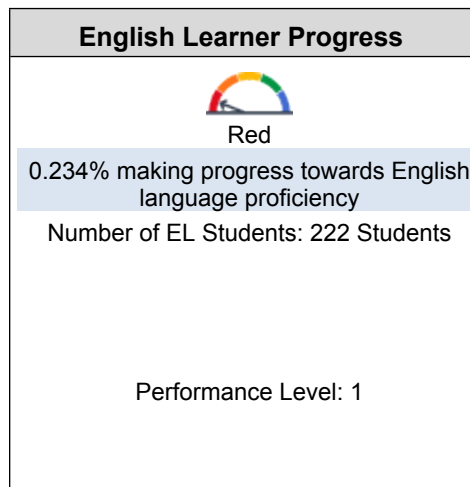 English Learner Progress
Red
0.234% making progress towards English
language proficiency
Number of EL Students: 222 Students
Performance Level: 1